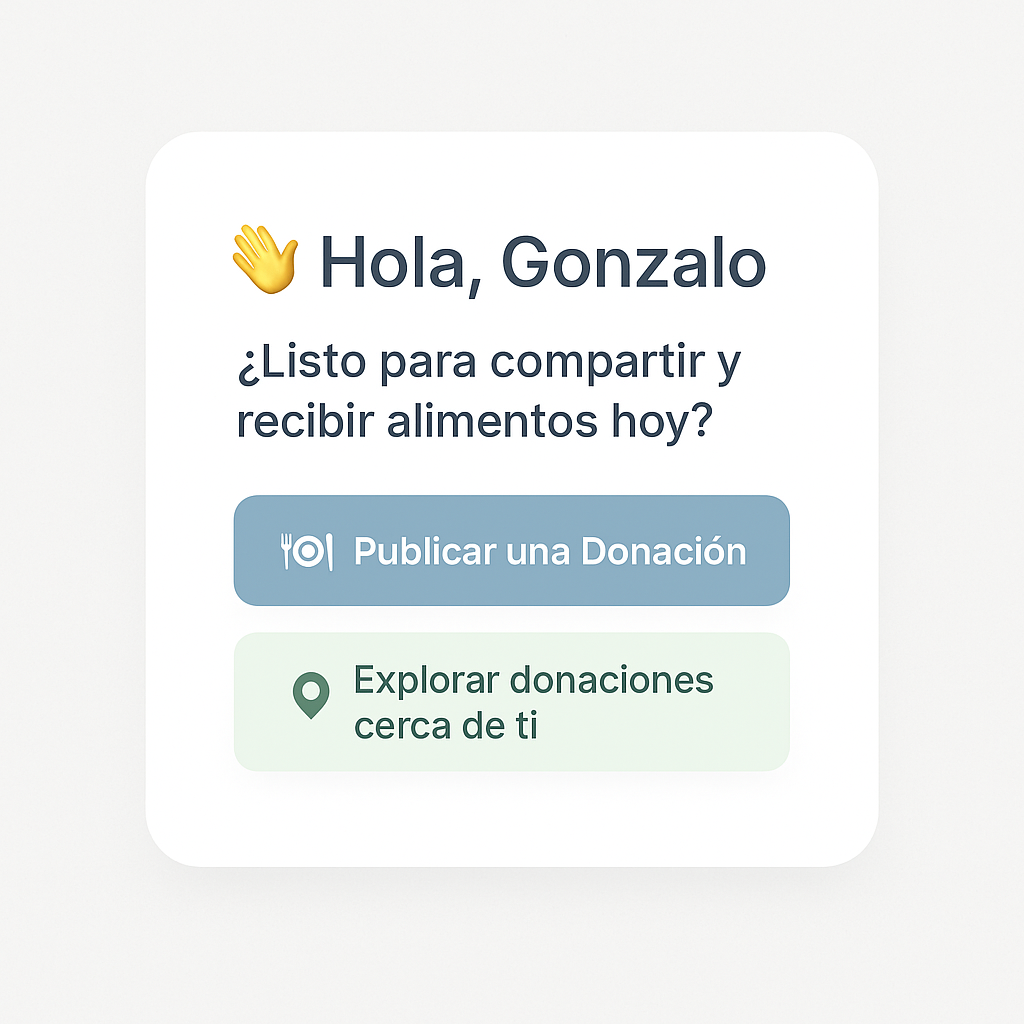 👋 Hola, Gonzalo
¿Listo para compartir y
recibir alimentos hoy?
Publicar una Donación
Explorar donaciones
cerca de ti